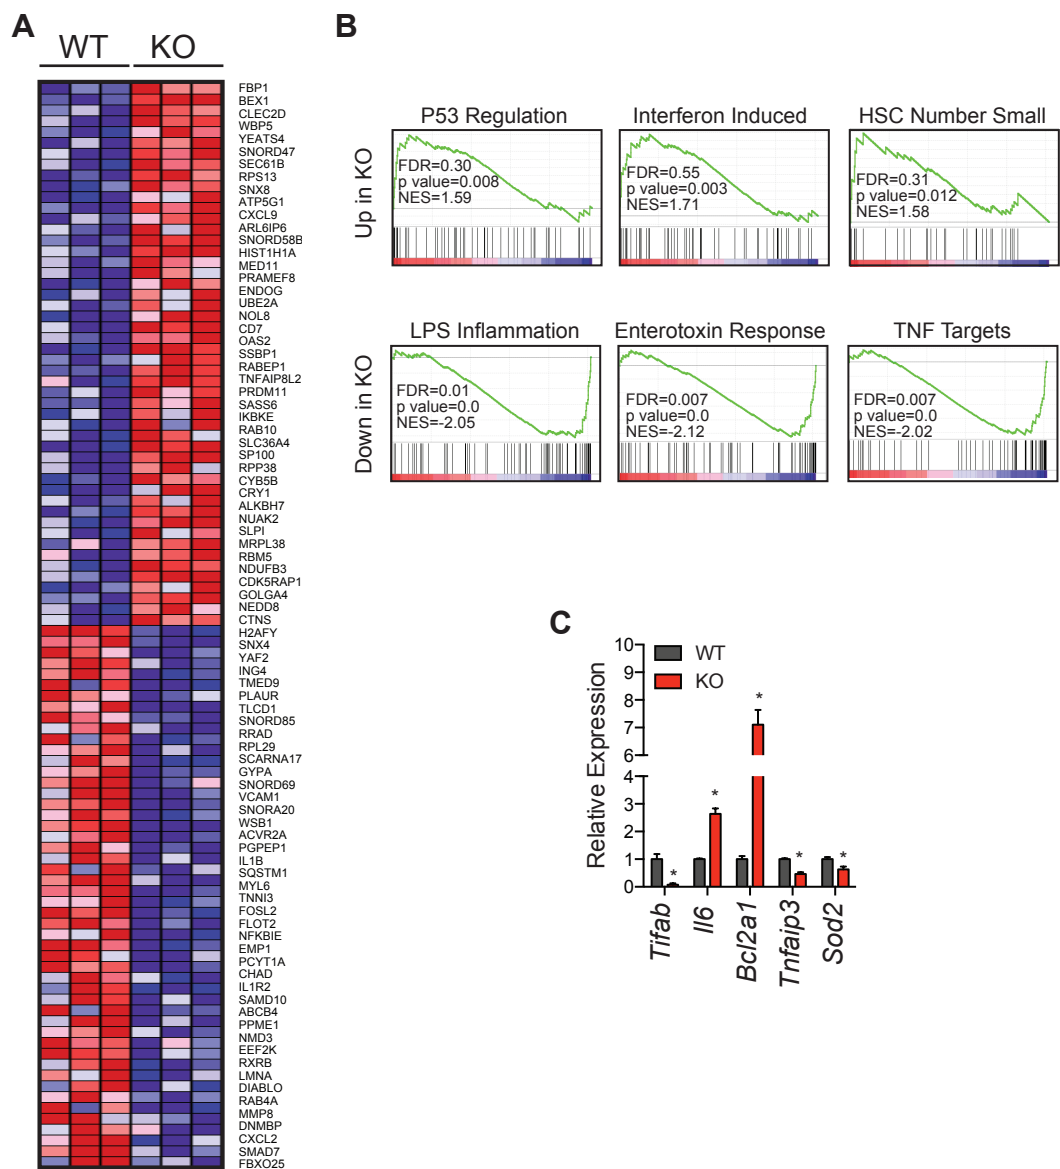 A
WT KO
FBP1
BEX1
CLEC2D
WBP5
YEATS4
SNORD47
SEC61B
RPS13
SNX8
ATP5G1
CXCL9
ARL6IP6
SNORD58B
HIST1H1A
MED11
PRAMEF8
ENDOG
UBE2A
NOL8
CD7
OAS2
SSBP1
RABEP1
TNFAIP8L2
PRDM11
SASS6
IKBKE
RAB10
SLC36A4
SP100
RPP38
CYB5B
CRY1
ALKBH7
NUAK2
SLPI
MRPL38
RBM5
NDUFB3
CDK5RAP1
GOLGA4
NEDD8
CTNS
H2AFY
SNX4
YAF2
ING4
TMED9
PLAUR
TLCD1
SNORD85
RRAD
RPL29
SCARNA17
GYPA
SNORD69
VCAM1
SNORA20
WSB1
ACVR2A
PGPEP1
IL1B
SQSTM1
MYL6
TNNI3
FOSL2
FLOT2
NFKBIE
EMP1
PCYT1A
CHAD
IL1R2
SAMD10
ABCB4
PPME1
NMD3
EEF2K
RXRB
LMNA
DIABLO
RAB4A
MMP8
DNMBP
CXCL2
SMAD7
FBXO25
B
Up in KO
P53 Regulation
FDR=0.30
p value=0.008
NES=1.59
Interferon Induced
FDR=0.55
p value=0.003
NES=1.71
HSC Number Small
FDR=0.31
p value=0.012
NES=1.58
Down in KO
LPS Inflammation
FDR=0.01
p value=0.0
NES=-2.05
Enterotoxin Response
FDR=0.007
p value=0.0
NES=-2.12
TNF Targets
FDR=0.007
p value=0.0
NES=-2.02
C
Relative Expression
10
9
8
7
6
4
3
2
1
0
WT
KO
*
*
*
*
*
Tifab
Il6
Bcl2a1
Tnfaip3
Sod2